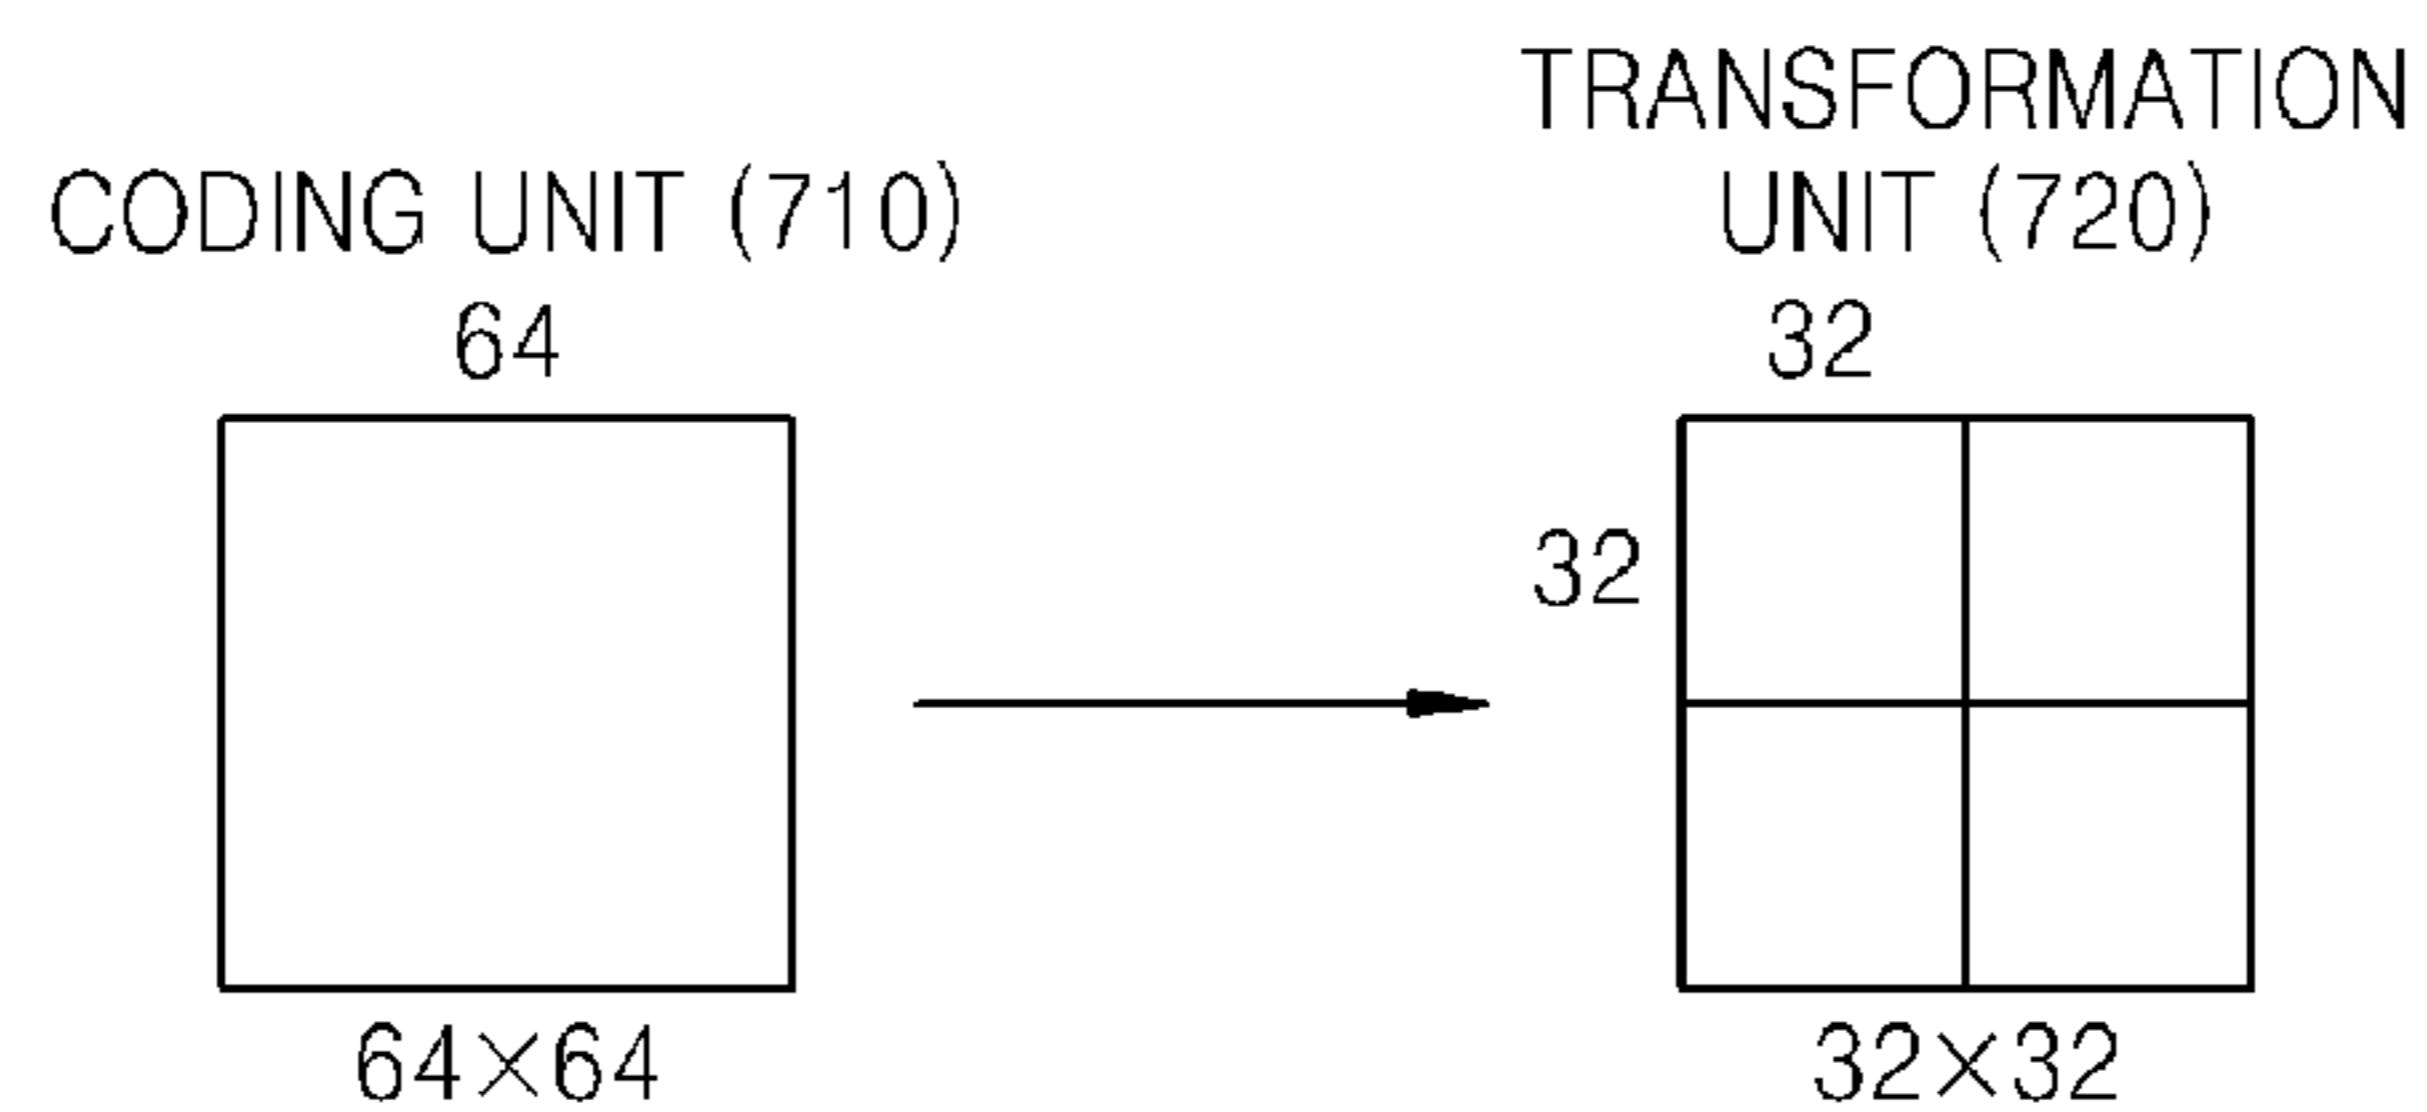 CODING UNIT (710)
64
64×64
TRANSFORMATION
UNIT (720)
32
32
32×32